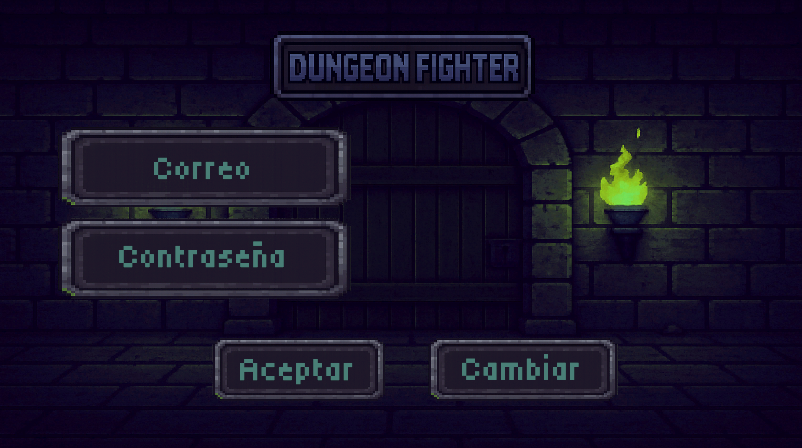 DUNGEON FIGHTER
Correo
Contraseña
Aceptar
Cambiar